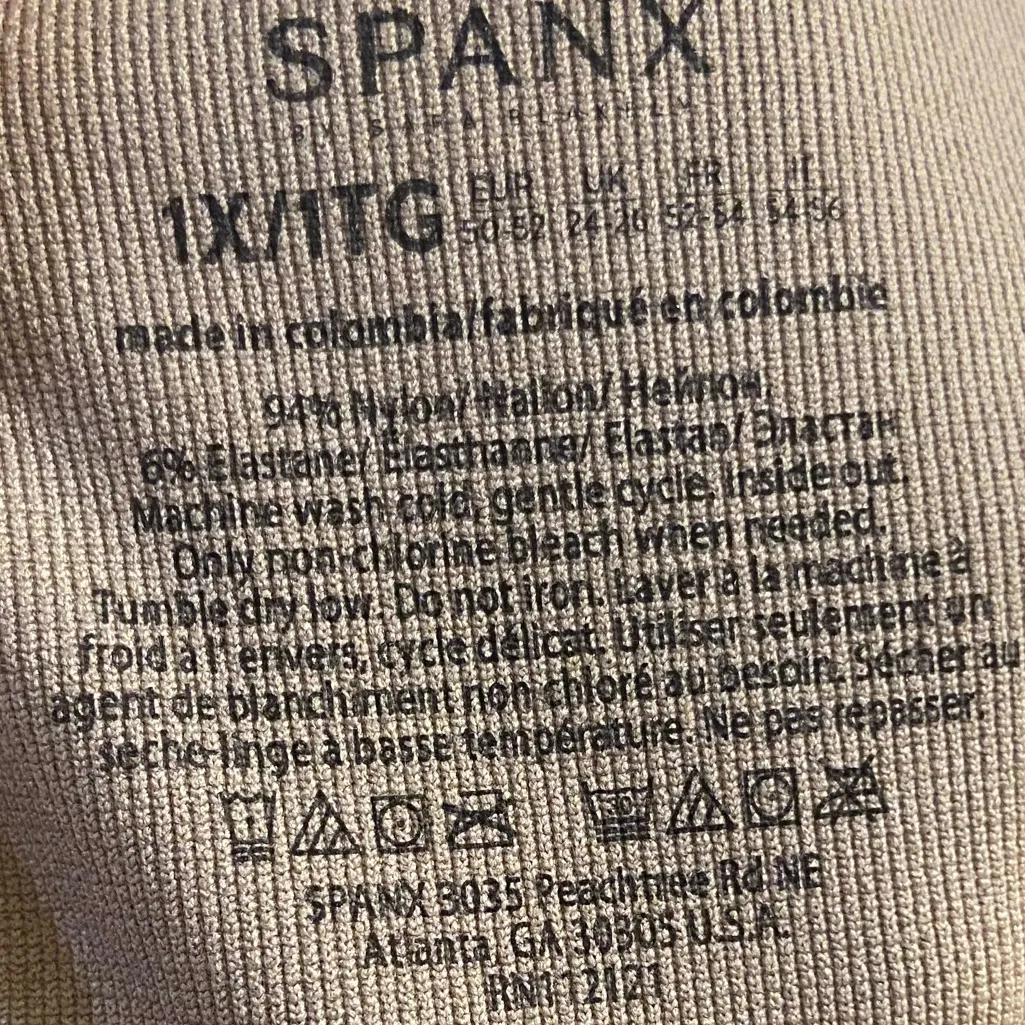 SPANX
BY SARA BLAKELY
1X/1TG EUR 50-52 UK 24-26 FR 52-54 IT 54-56
made in colombia/fabriqué en colombie
94% Nylon/ Nailon/ Нейлон,
6% Elastane/ Élasthanne/ Elastan/ Эластан
Machine wash cold, gentle cycle. Inside out.
Only non-chlorine bleach when needed.
Tumble dry low. Do not iron. Laver à la machine à
froid à l' envers, cycle délicat. Utiliser seulement un
agent de blanchiment non chloré au besoin. Sécher au
sèche-linge à basse température. Ne pas repasser.
30
SPANX 3035 Peachtree Rd NE
Atlanta, GA 30305 U.S.A.
RN112121